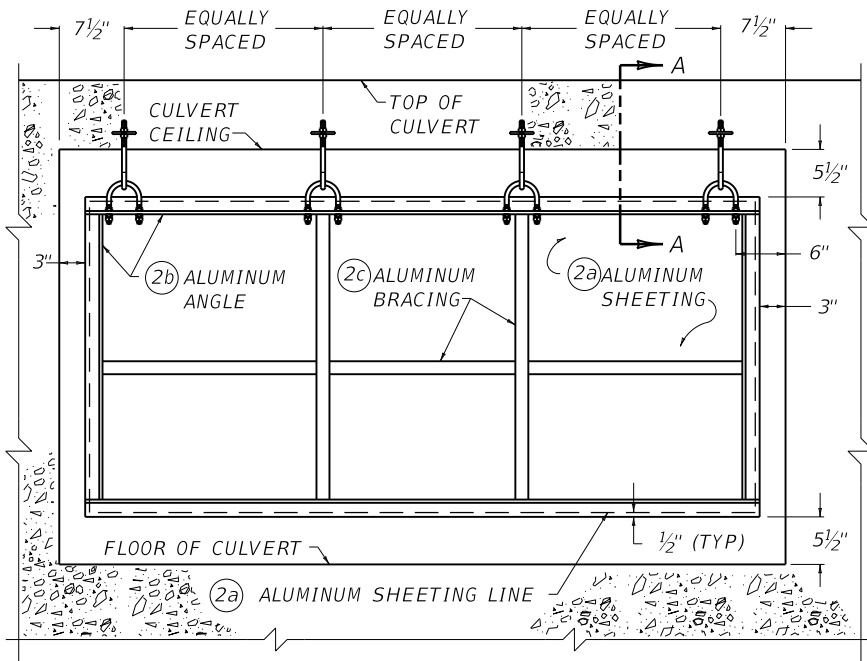 7½" EQUALLY SPACED EQUALLY SPACED EQUALLY SPACED 7½"
A
TOP OF
CULVERT
CULVERT
CEILING
5½"
A
3"
2b ALUMINUM
ANGLE
2c ALUMINUM
BRACING
2a ALUMINUM
SHEETING
6"
3"
FLOOR OF CULVERT
½" (TYP)
5½"
2a ALUMINUM SHEETING LINE